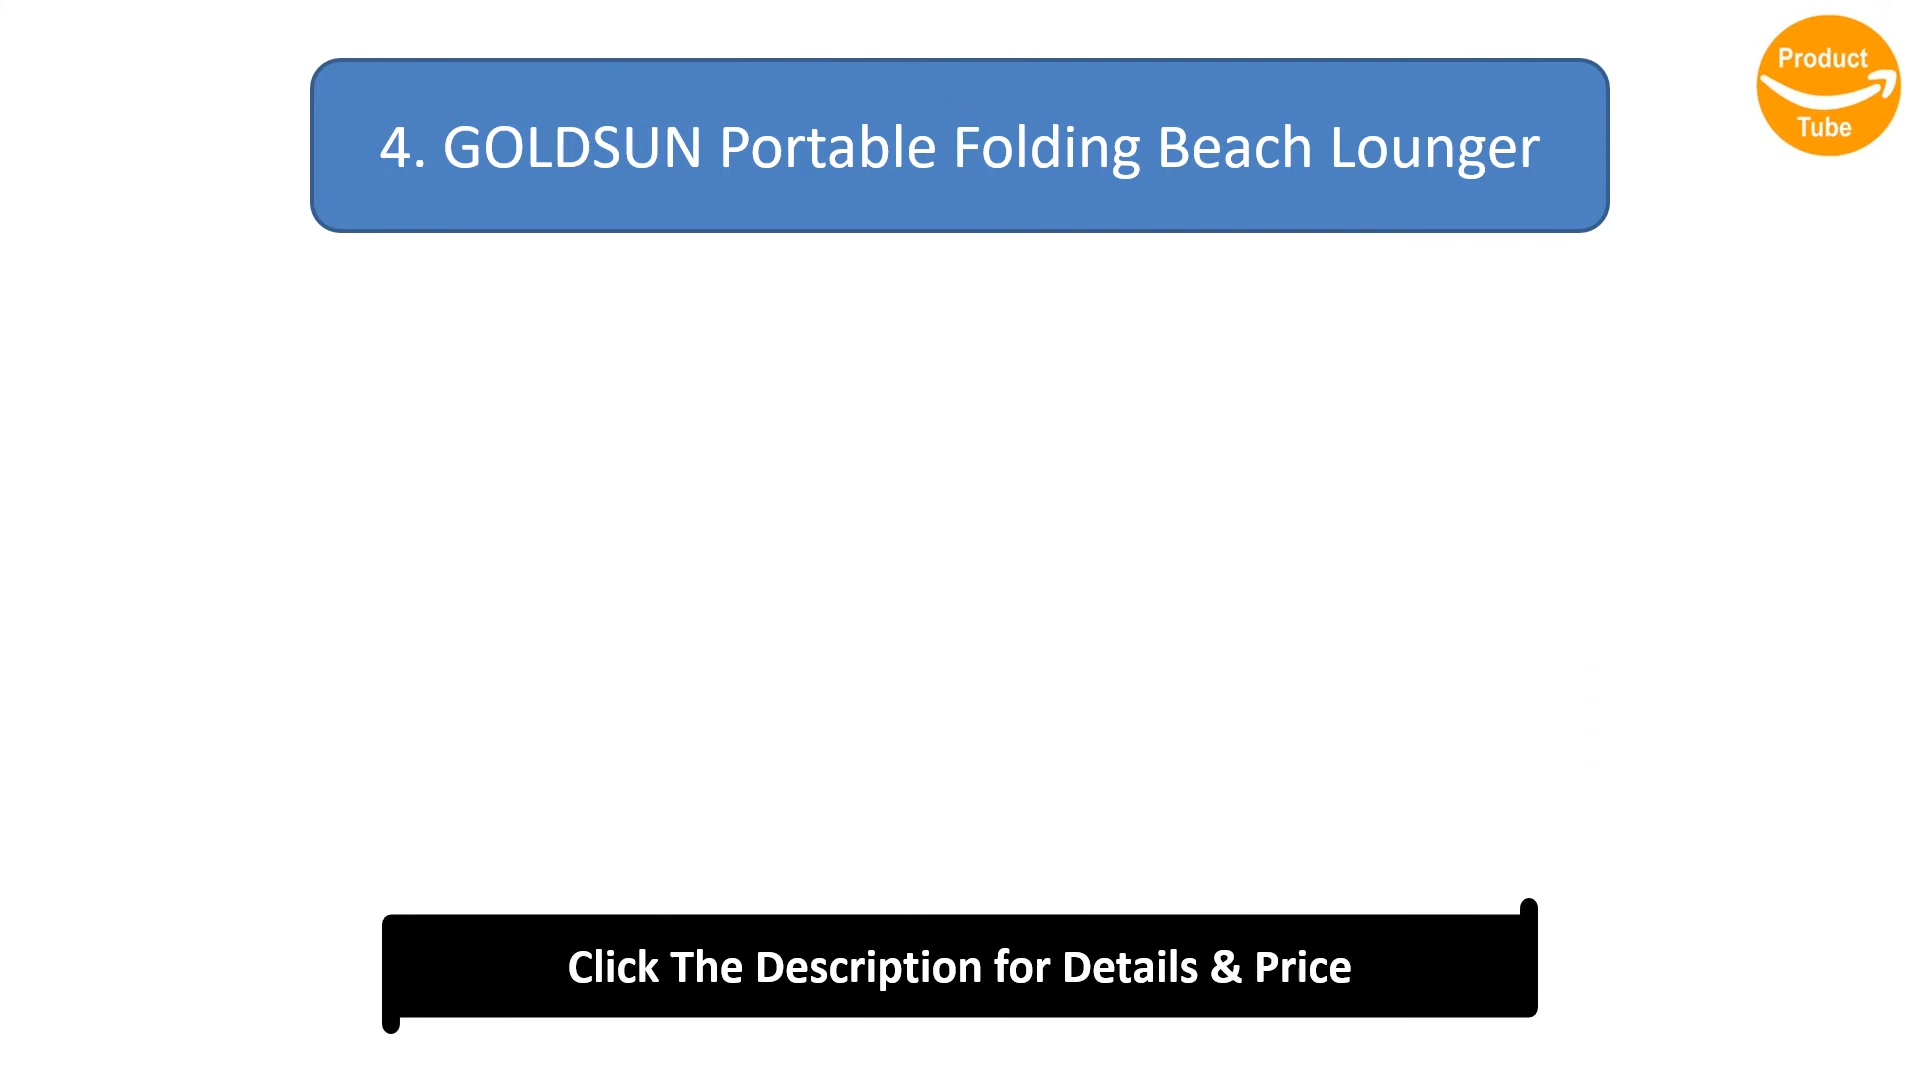 Product
Tube
4. GOLDSUN Portable Folding Beach Lounger
Click The Description for Details & Price